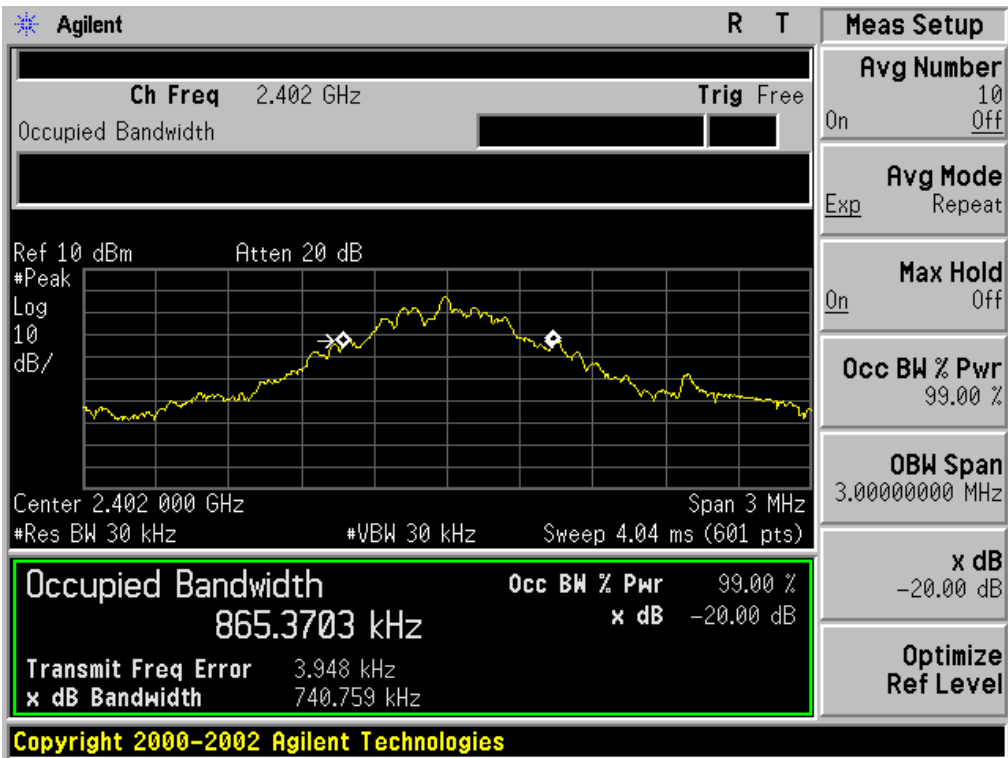 Agilent R T
Ch Freq 2.402 GHz Trig Free
Occupied Bandwidth
Ref 10 dBm Atten 20 dB
#Peak
Log
10
dB/
Center 2.402 000 GHz Span 3 MHz
#Res BW 30 kHz #VBW 30 kHz Sweep 4.04 ms (601 pts)
Occupied Bandwidth
865.3703 kHz
Occ BW % Pwr 99.00 %
x dB -20.00 dB
Transmit Freq Error 3.948 kHz
x dB Bandwidth 740.759 kHz
Copyright 2000-2002 Agilent Technologies
Meas Setup
Avg Number
10
On Off
Avg Mode
Exp Repeat
Max Hold
On Off
Occ BW % Pwr
99.00 %
OBW Span
3.00000000 MHz
x dB
-20.00 dB
Optimize
Ref Level